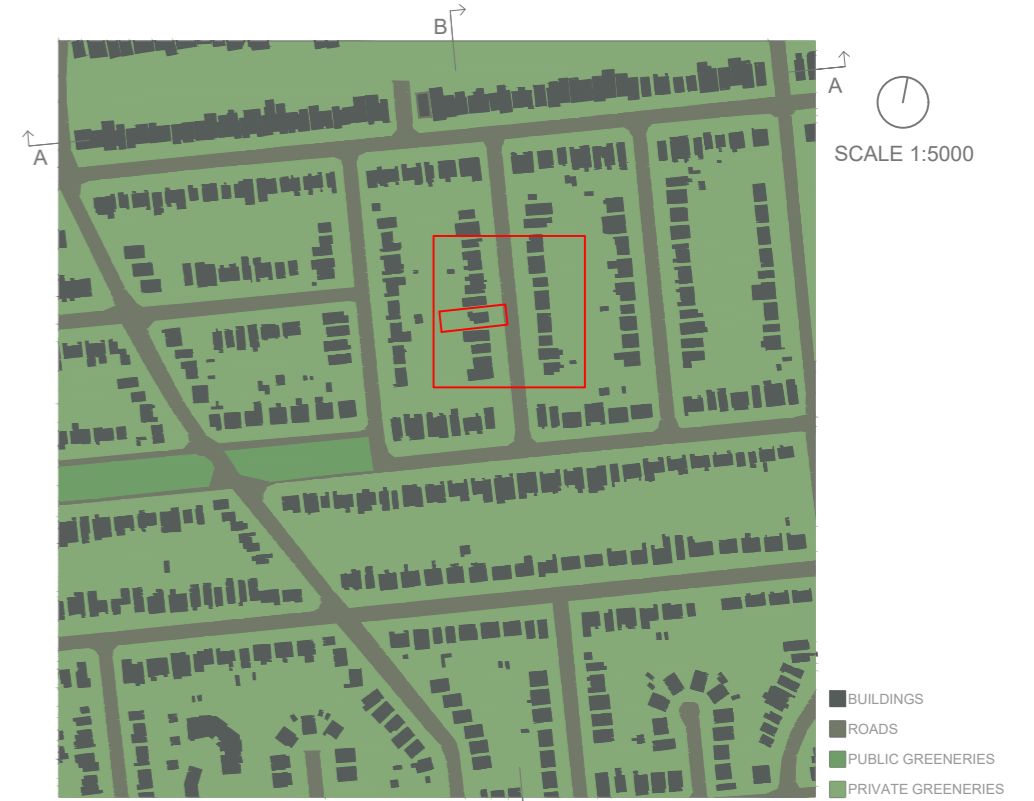 B
A
A
SCALE 1:5000
BUILDINGS
ROADS
PUBLIC GREENERIES
PRIVATE GREENERIES